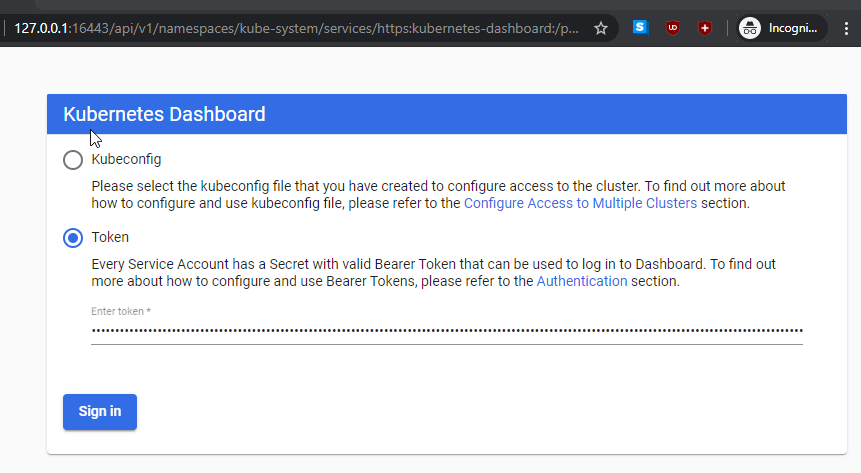 127.0.0.1:16443/api/v1/namespaces/kube-system/services/https:kubernetes-dashboard:/p...
Incogni...
Kubernetes Dashboard
Kubeconfig
Please select the kubeconfig file that you have created to configure access to the cluster. To find out more about
how to configure and use kubeconfig file, please refer to the Configure Access to Multiple Clusters section.
Token
Every Service Account has a Secret with valid Bearer Token that can be used to log in to Dashboard. To find out
more about how to configure and use Bearer Tokens, please refer to the Authentication section.
Enter token *
Sign in